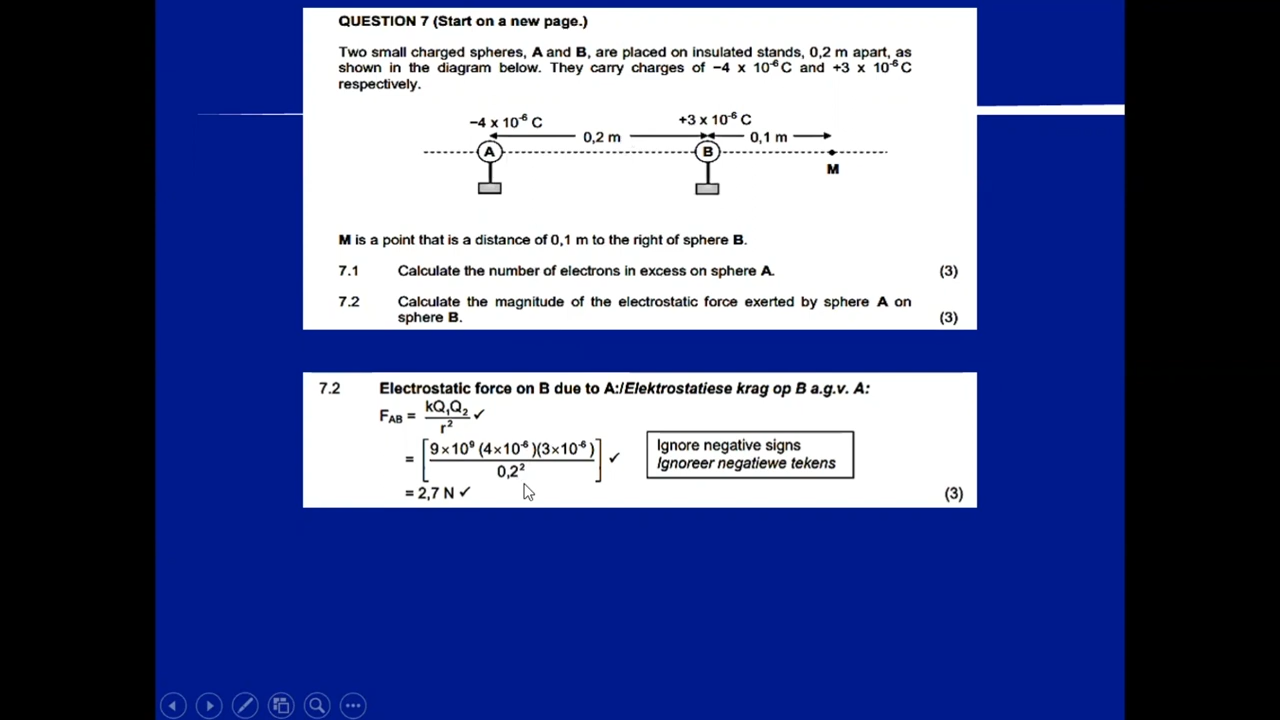 QUESTION 7 (Start on a new page.)
Two small charged spheres, A and B, are placed on insulated stands, 0,2 m apart, as
shown in the diagram below. They carry charges of −4 x 10⁻⁶ C and +3 x 10⁻⁶ C
respectively.
−4 x 10⁻⁶ C
+3 x 10⁻⁶ C
0,2 m
0,1 m
A
B
M
M is a point that is a distance of 0,1 m to the right of sphere B.
7.1 Calculate the number of electrons in excess on sphere A. (3)
7.2 Calculate the magnitude of the electrostatic force exerted by sphere A on
sphere B. (3)
7.2 Electrostatic force on B due to A:/Elektrostatiese krag op B a.g.v. A:
F_AB = kQ₁Q₂ / r² ✓
= [9×10⁹ (4×10⁻⁶)(3×10⁻⁶) / 0,2²] ✓
= 2,7 N ✓ (3)
Ignore negative signs
Ignoreer negatiewe tekens